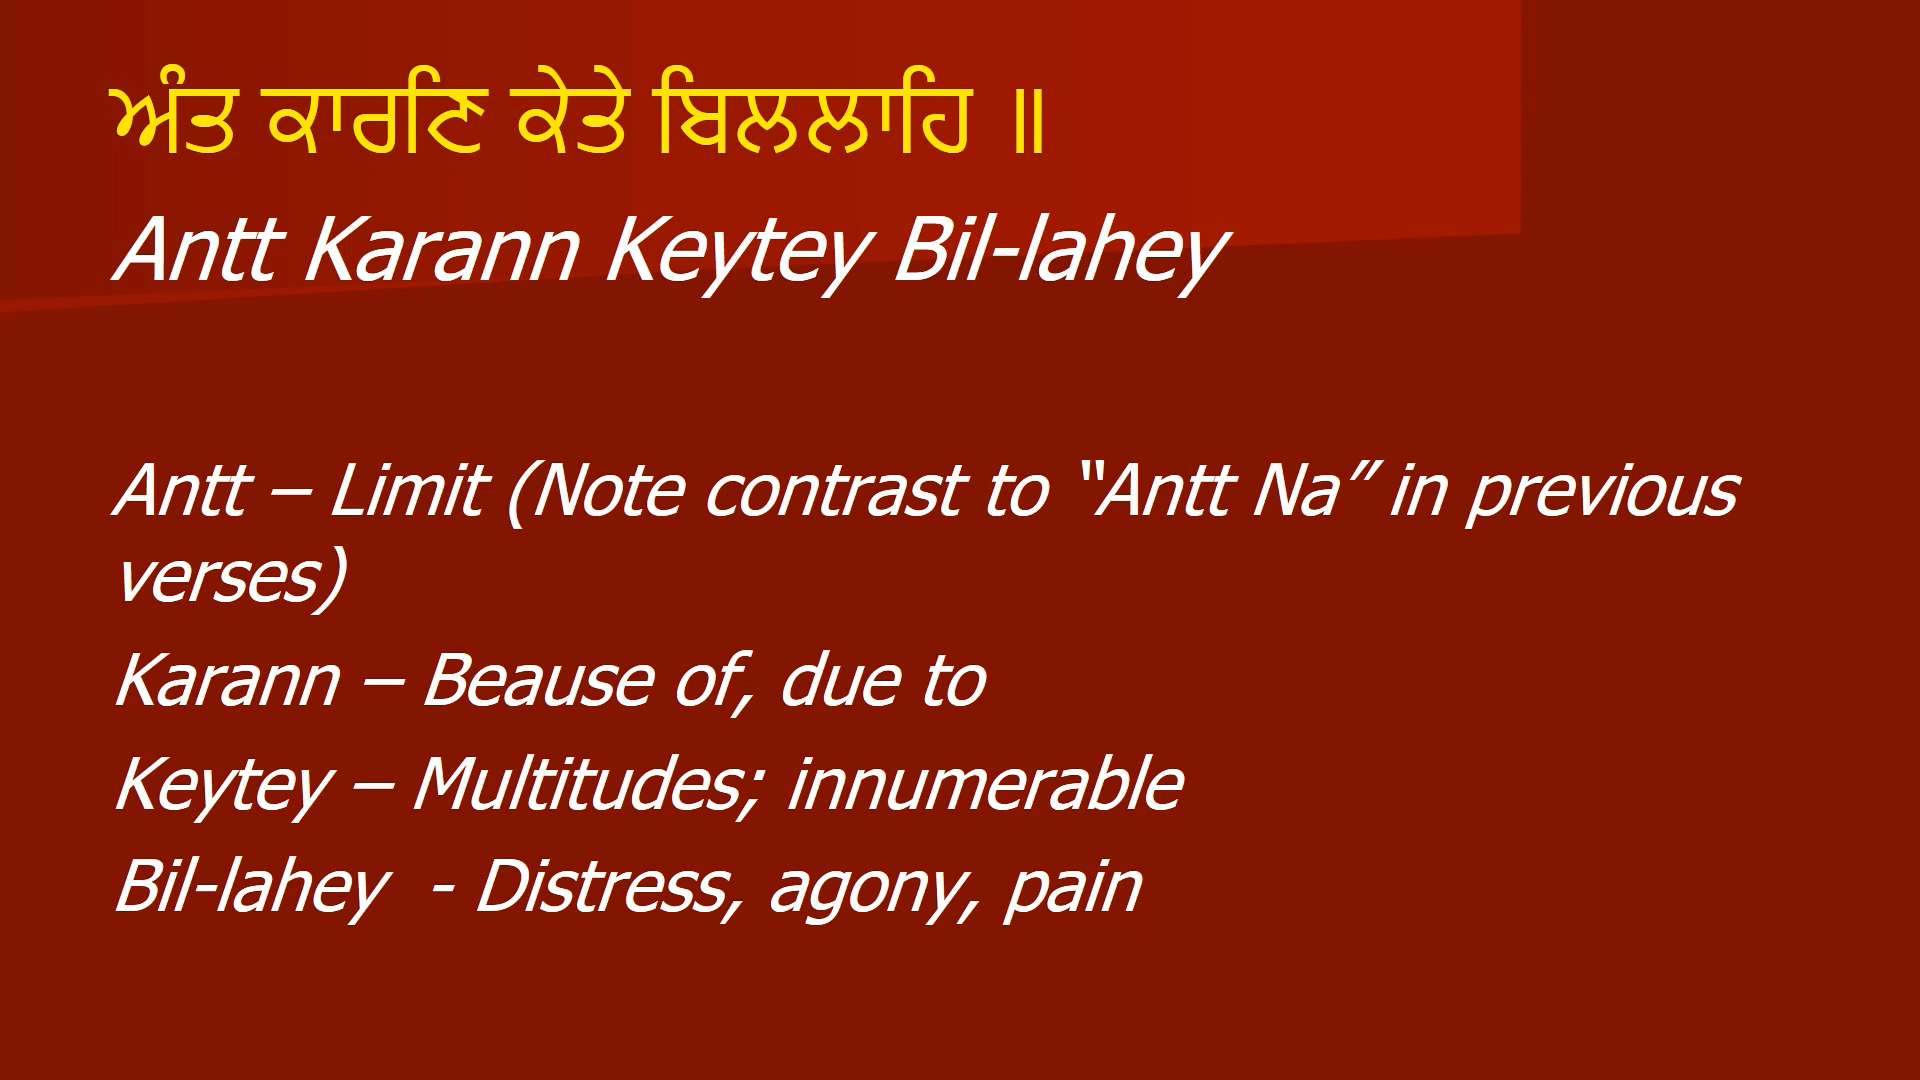 ਅੰਤ ਕਾਰਣਿ ਕੇਤੇ ਬਿਲਲਾਹਿ ॥
Antt Karann Keytey Bil-lahey
Antt – Limit (Note contrast to “Antt Na” in previous
verses)
Karann – Beause of, due to
Keytey – Multitudes; innumerable
Bil-lahey  - Distress, agony, pain